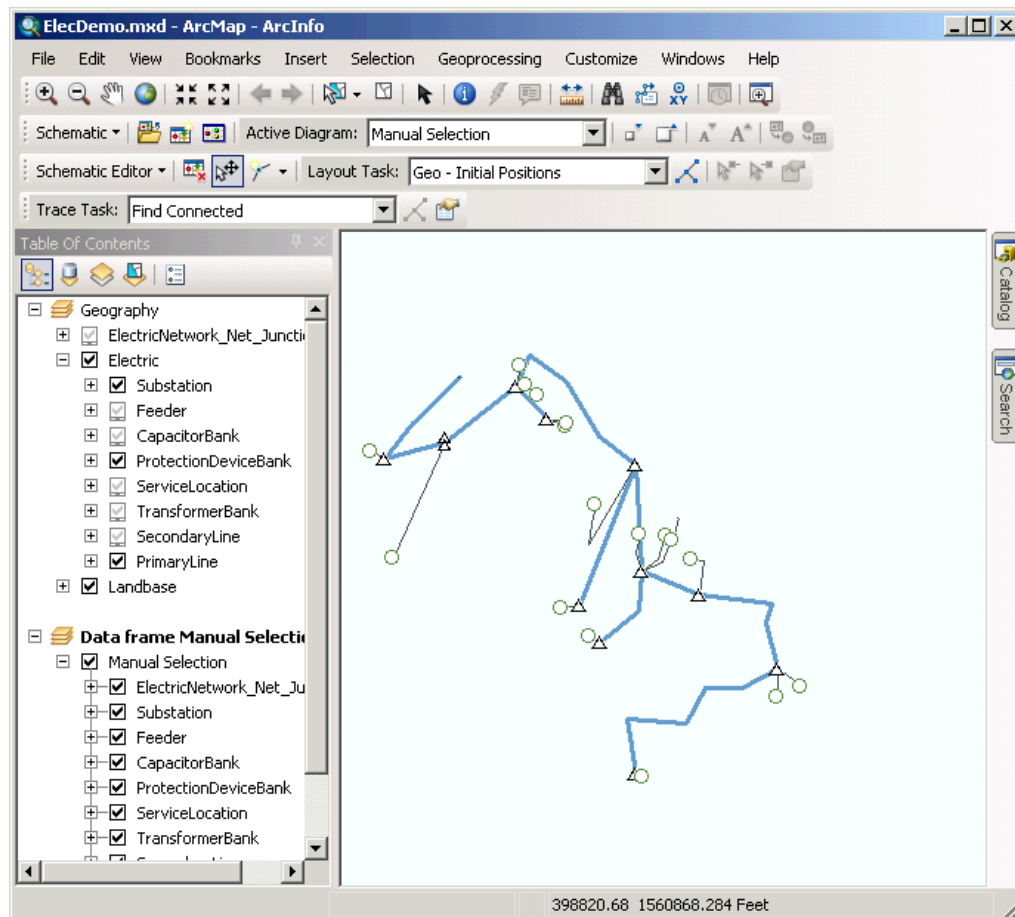 ElecDemo.mxd - ArcMap - ArcInfo
File Edit View Bookmarks Insert Selection Geoprocessing Customize Windows Help
XY
Schematic Active Diagram: Manual Selection
Schematic Editor Layout Task: Geo - Initial Positions
Trace Task: Find Connected
Table Of Contents
Geography
ElectricNetwork_Net_Juncti
Electric
Substation
Feeder
CapacitorBank
ProtectionDeviceBank
ServiceLocation
TransformerBank
SecondaryLine
PrimaryLine
Landbase
Data frame Manual Selecti
Manual Selection
ElectricNetwork_Net_Ju
Substation
Feeder
CapacitorBank
ProtectionDeviceBank
ServiceLocation
TransformerBank
Catalog
Search
398820.68 1560868.284 Feet